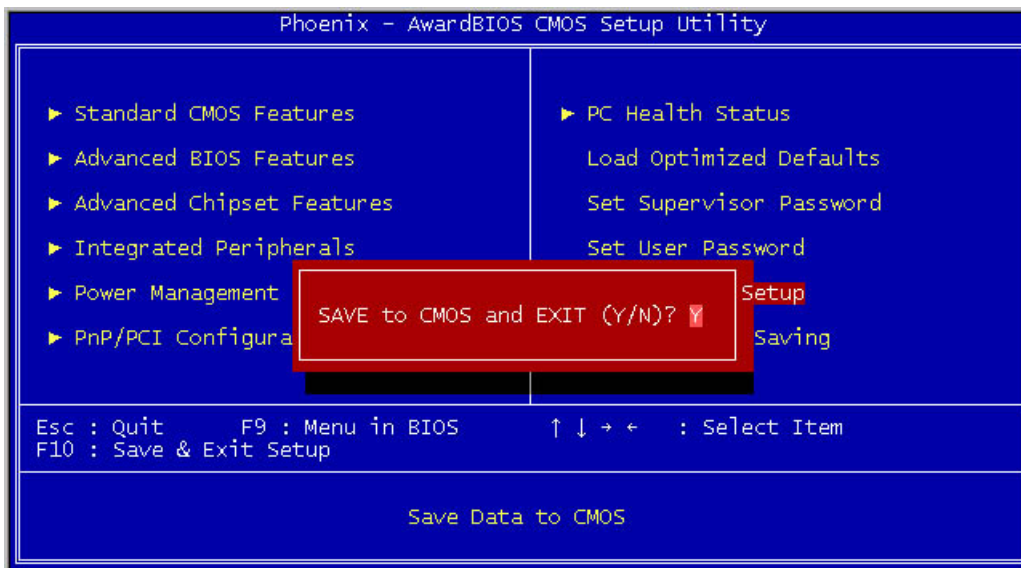 Phoenix - AwardBIOS CMOS Setup Utility
► Standard CMOS Features
► Advanced BIOS Features
► Advanced Chipset Features
► Integrated Peripherals
► Power Management
► PnP/PCI Configura
► PC Health Status
Load Optimized Defaults
Set Supervisor Password
Set User Password
Setup
Saving
SAVE to CMOS and EXIT (Y/N)? Y
Esc : Quit F9 : Menu in BIOS ↑ ↓ → ← : Select Item
F10 : Save & Exit Setup
Save Data to CMOS